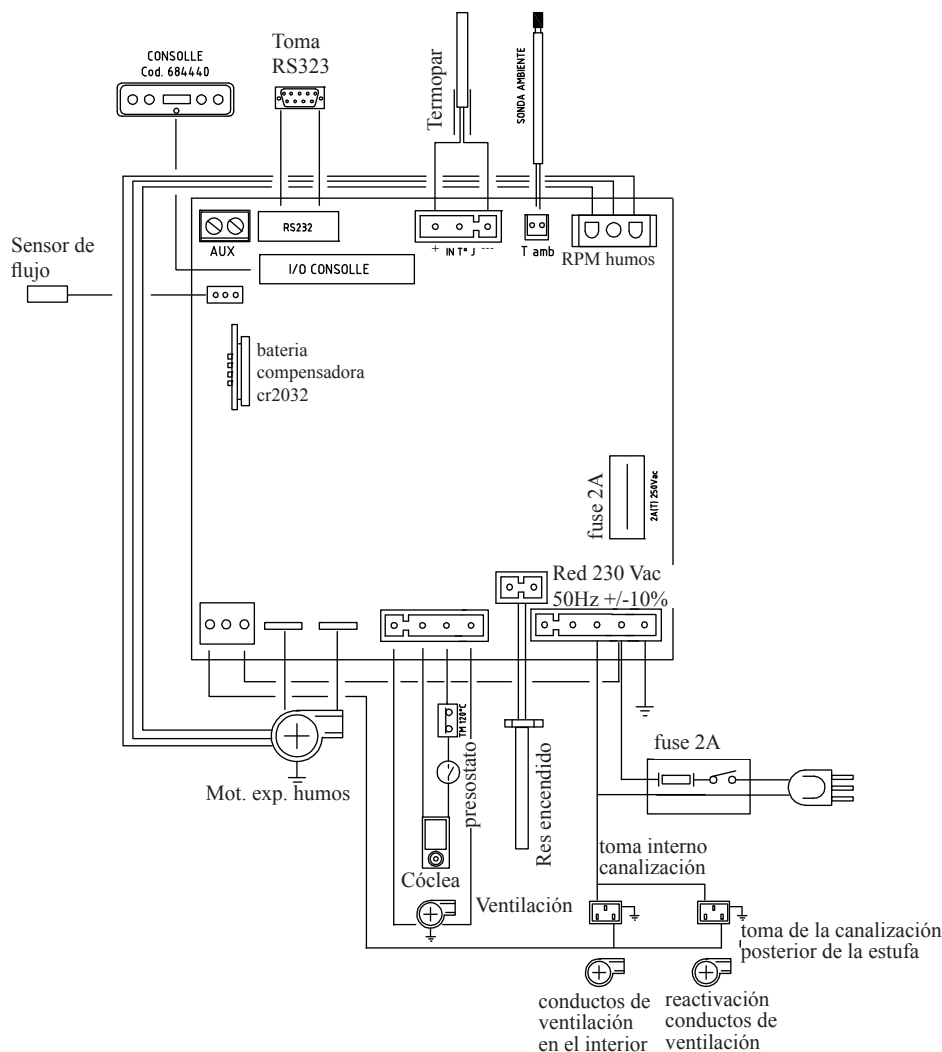 CONSOLLE
Cod. 684440
Toma
RS323
Termopar
SONDA AMBIENTE
AUX
RS232
+ IN T° J ---
T amb
RPM humos
I/O CONSOLLE
Sensor de
flujo
bateria
compensadora
cr2032
fuse 2A
2A(T) 250Vac
Red 230 Vac
50Hz +/-10%
TM 120°C
presostato
Mot. exp. humos
Res encendido
fuse 2A
Cóclea
Ventilación
toma interno
canalización
toma de la canalización
posterior de la estufa
conductos de
ventilación
en el interior
reactivación
conductos de
ventilación